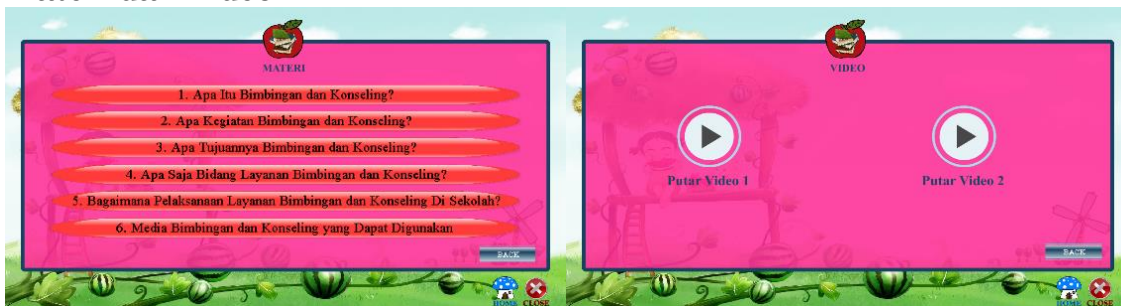 MATERI
1. Apa Itu Bimbingan dan Konseling?
2. Apa Kegiatan Bimbingan dan Konseling?
3. Apa Tujuannya Bimbingan dan Konseling?
4. Apa Saja Bidang Layanan Bimbingan dan Konseling?
5. Bagaimana Pelaksanaan Layanan Bimbingan dan Konseling Di Sekolah?
6. Media Bimbingan dan Konseling yang Dapat Digunakan
BACK
HOME CLOSE
VIDEO
Putar Video 1
Putar Video 2
BACK
HOME CLOSE